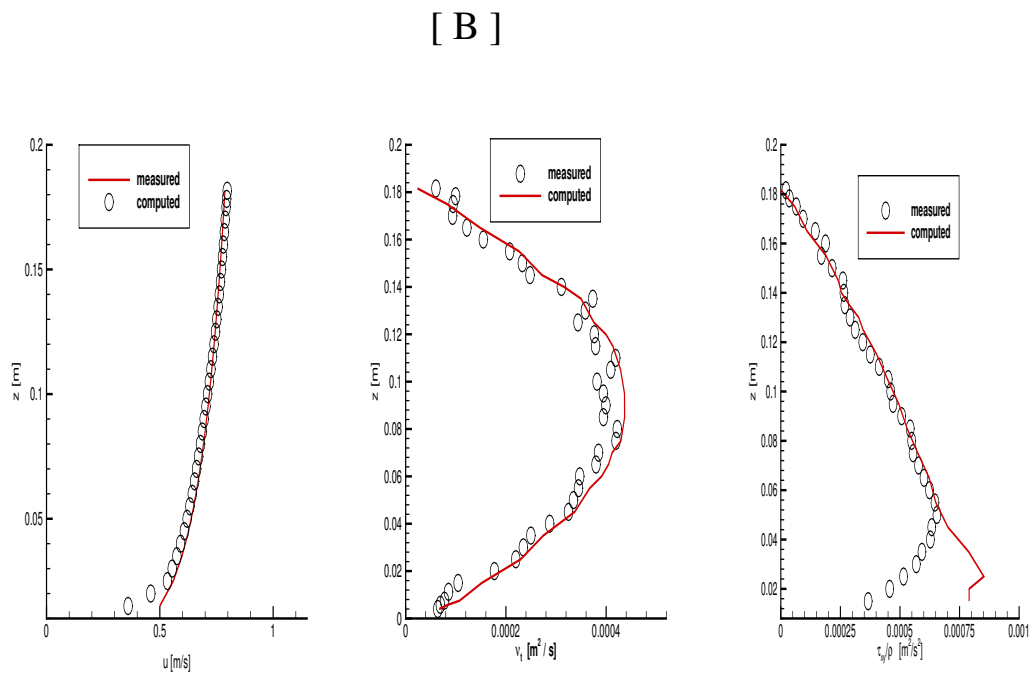 [ B ]
0.2
0.15
0.1
0.05
z [m]
measured
computed
0
0.5
1
u [m/s]
0.2
0.18
0.16
0.14
0.12
0.1
0.08
0.06
0.04
0.02
0
z [m]
measured
computed
0
0.0002
0.0004
νt [m² / s]
0.2
0.18
0.16
0.14
0.12
0.1
0.08
0.06
0.04
0.02
z [m]
measured
computed
0
0.00025
0.0005
0.00075
0.001
τxy/ρ [m²/s²]